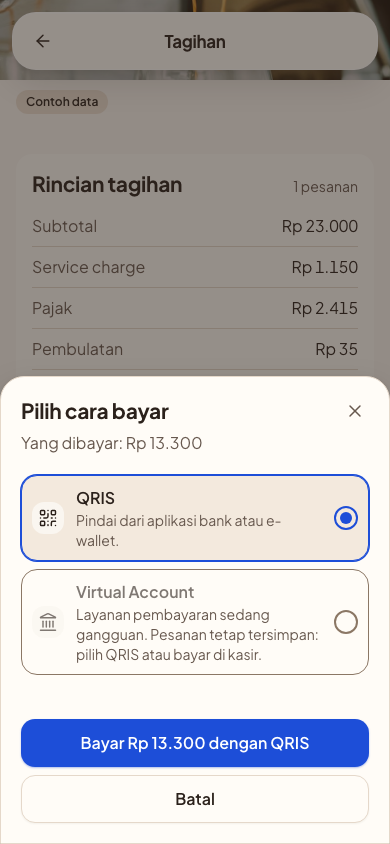 Tagihan
Contoh data
Rincian tagihan
1 pesanan
Subtotal
Rp 23.000
Service charge
Rp 1.150
Pajak
Rp 2.415
Pembulatan
Rp 35
Pilih cara bayar
Yang dibayar: Rp 13.300
QRIS
Pindai dari aplikasi bank atau e-
wallet.
Virtual Account
Layanan pembayaran sedang
gangguan. Pesanan tetap tersimpan:
pilih QRIS atau bayar di kasir.
Bayar Rp 13.300 dengan QRIS
Batal